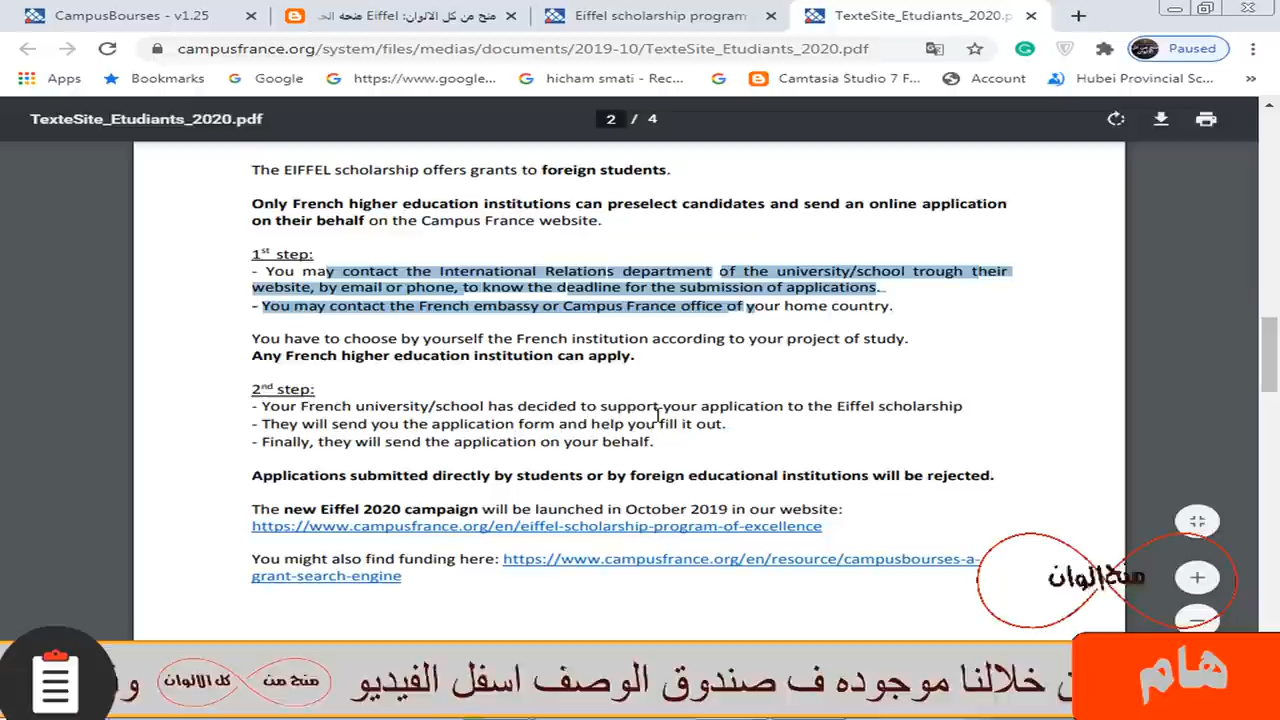 CampusBourses - v1.25
منح من كل الالوان: Eiffel منحه الحـ
Eiffel scholarship program
TexteSite_Etudiants_2020.p
campusfrance.org/system/files/medias/documents/2019-10/TexteSite_Etudiants_2020.pdf
Paused
Apps
Bookmarks
Google
https://www.google...
hicham smati - Rec...
Camtasia Studio 7 F...
Account
Hubei Provincial Sc...
»
TexteSite_Etudiants_2020.pdf
2 / 4
The EIFFEL scholarship offers grants to foreign students.
Only French higher education institutions can preselect candidates and send an online application
on their behalf on the Campus France website.
1st step:
- You may contact the International Relations department of the university/school trough their
website, by email or phone, to know the deadline for the submission of applications.
- You may contact the French embassy or Campus France office of your home country.
You have to choose by yourself the French institution according to your project of study.
Any French higher education institution can apply.
2nd step:
- Your French university/school has decided to support your application to the Eiffel scholarship
- They will send you the application form and help you fill it out.
- Finally, they will send the application on your behalf.
Applications submitted directly by students or by foreign educational institutions will be rejected.
The new Eiffel 2020 campaign will be launched in October 2019 in our website:
https://www.campusfrance.org/en/eiffel-scholarship-program-of-excellence
You might also find funding here: https://www.campusfrance.org/en/resource/campusbourses-a-
grant-search-engine
هام
خلالنا موجوده ف صندوق الوصف اسفل الفيديو
منح من كل الالوان